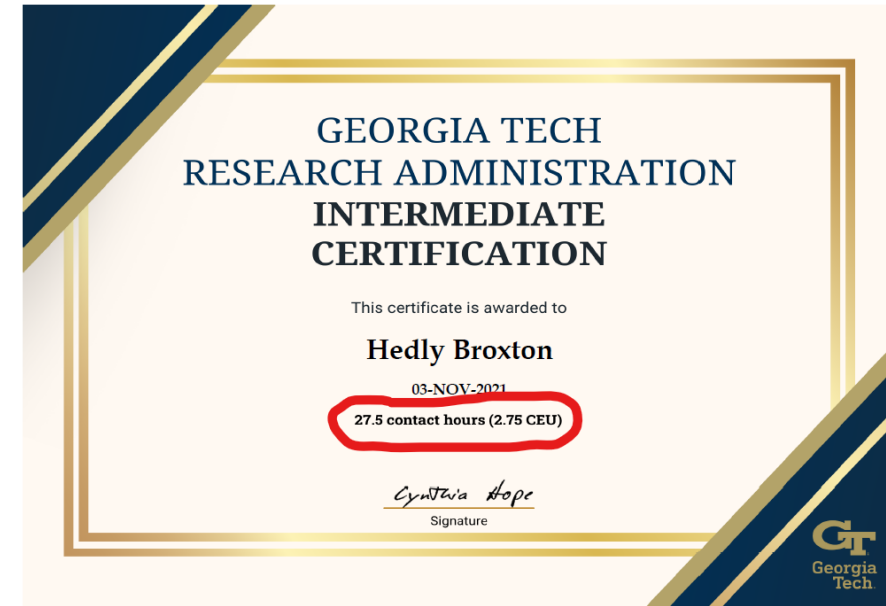 GEORGIA TECH
RESEARCH ADMINISTRATION
INTERMEDIATE
CERTIFICATION
This certificate is awarded to
Hedly Broxton
03-NOV-2021
27.5 contact hours (2.75 CEU)
Cynthia Hope
Signature
GT
Georgia
Tech